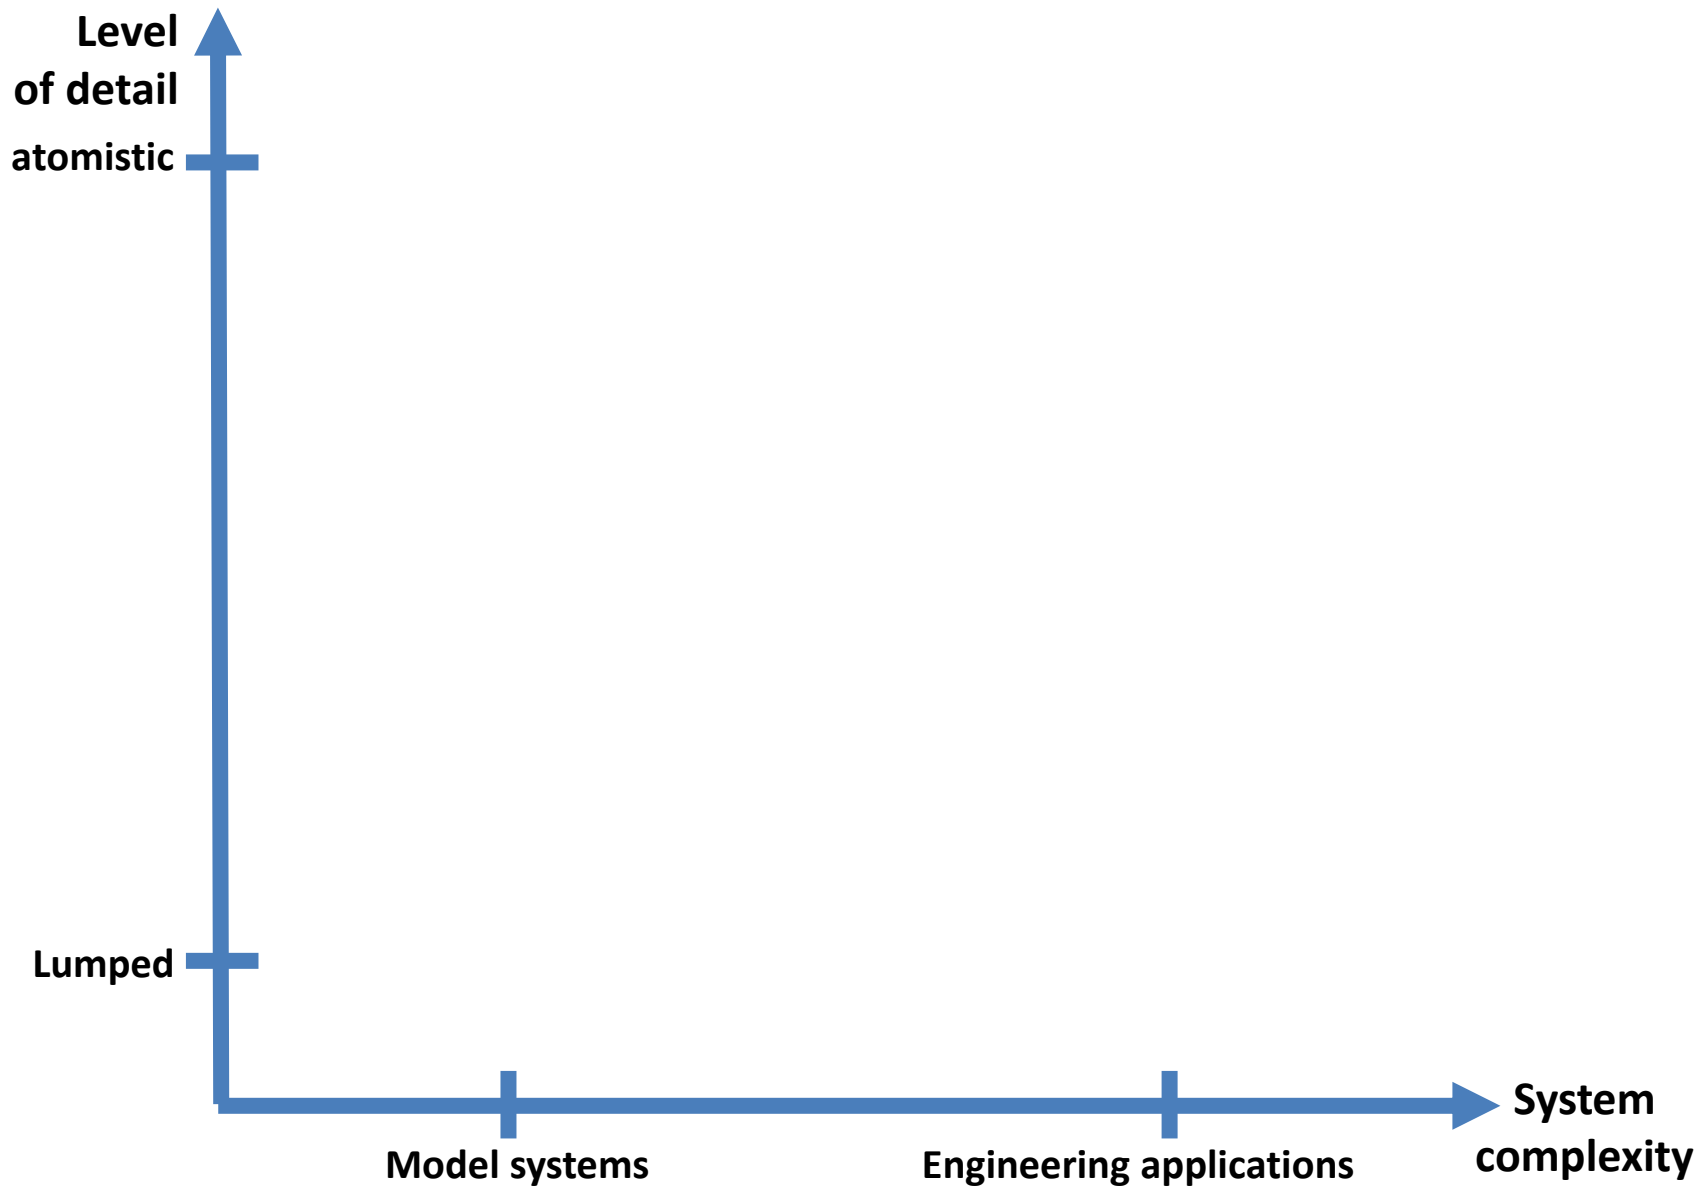 Level
of detail
atomistic
Lumped
Model systems
Engineering applications
System
complexity